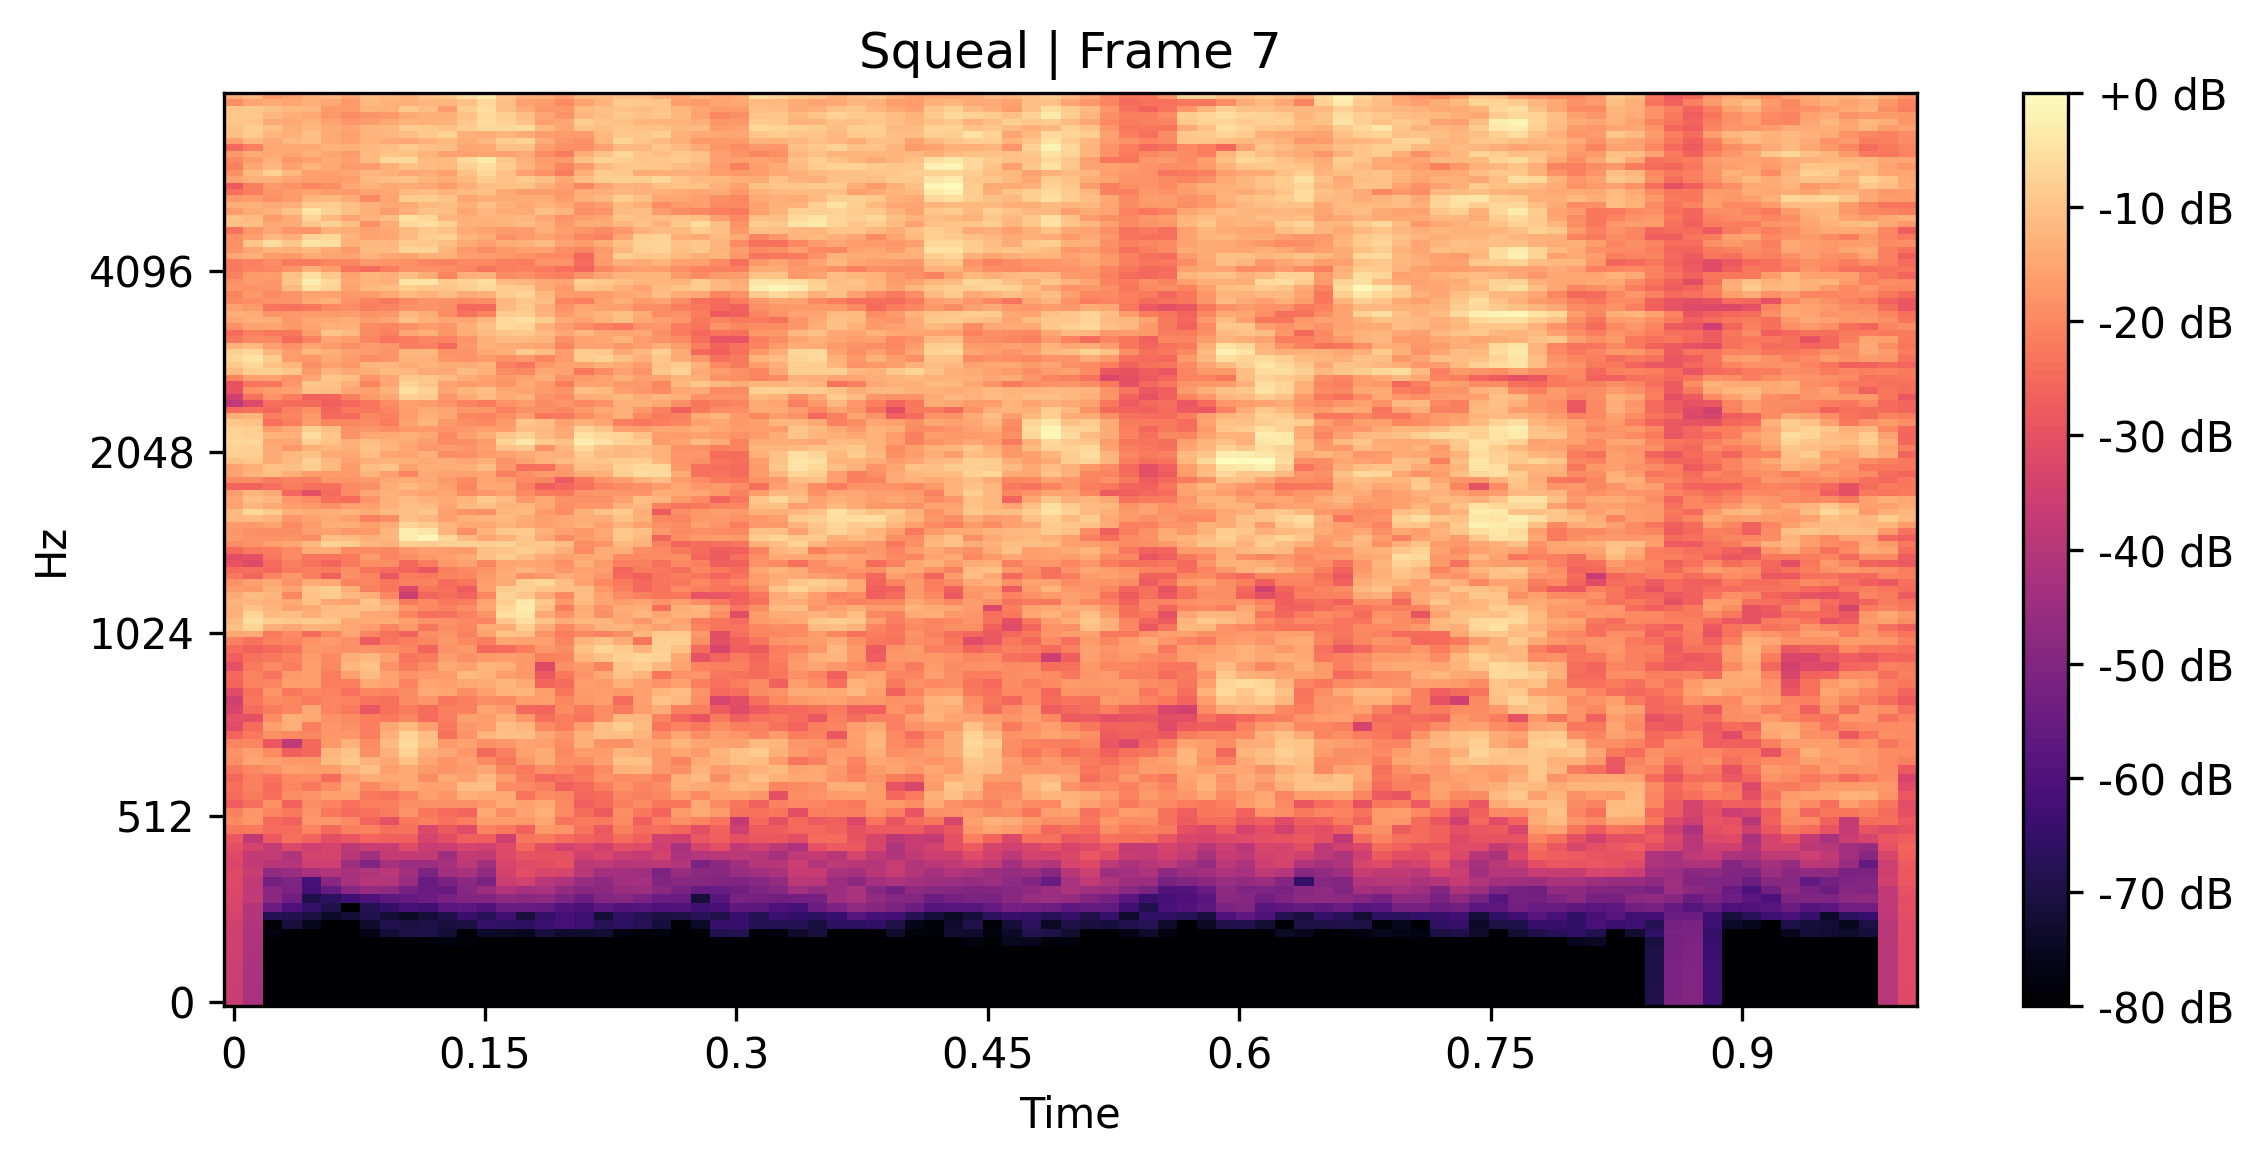 Squeal | Frame 7
+0 dB
-10 dB
-20 dB
-30 dB
-40 dB
-50 dB
-60 dB
-70 dB
-80 dB
4096
2048
1024
512
0
Hz
0 0.15 0.3 0.45 0.6 0.75 0.9
Time